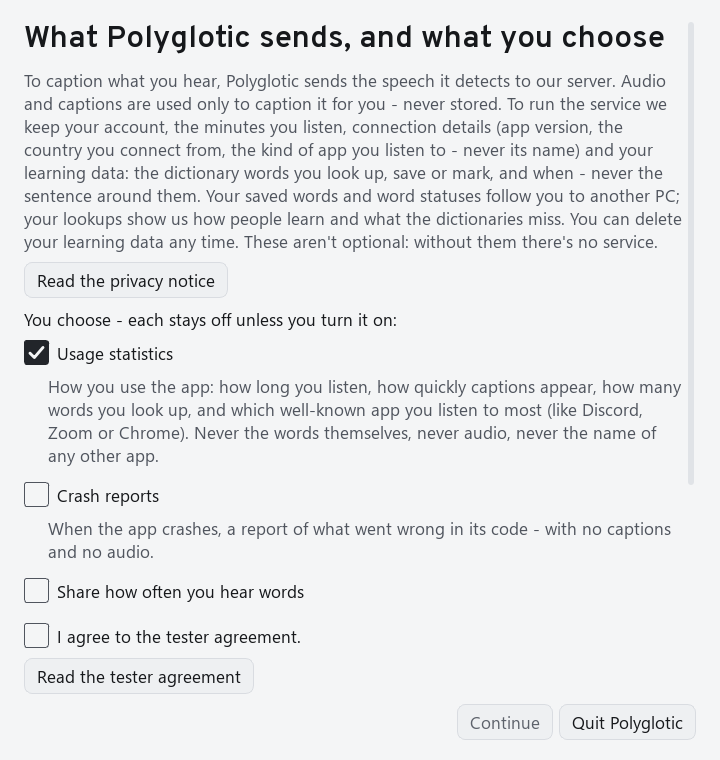 What Polyglotic sends, and what you choose
To caption what you hear, Polyglotic sends the speech it detects to our server. Audio
and captions are used only to caption it for you - never stored. To run the service we
keep your account, the minutes you listen, connection details (app version, the
country you connect from, the kind of app you listen to - never its name) and your
learning data: the dictionary words you look up, save or mark, and when - never the
sentence around them. Your saved words and word statuses follow you to another PC;
your lookups show us how people learn and what the dictionaries miss. You can delete
your learning data any time. These aren't optional: without them there's no service.
Read the privacy notice
You choose - each stays off unless you turn it on:
Usage statistics
How you use the app: how long you listen, how quickly captions appear, how many
words you look up, and which well-known app you listen to most (like Discord,
Zoom or Chrome). Never the words themselves, never audio, never the name of
any other app.
Crash reports
When the app crashes, a report of what went wrong in its code - with no captions
and no audio.
Share how often you hear words
I agree to the tester agreement.
Read the tester agreement
Continue
Quit Polyglotic